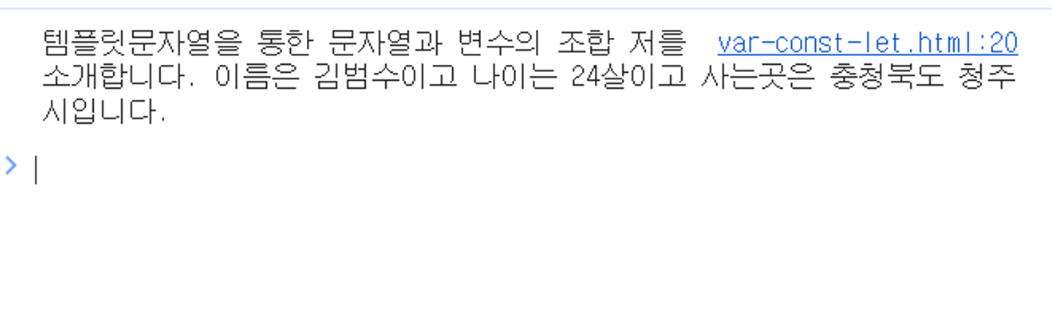 템플릿문자열을 통한 문자열과 변수의 조합 저를 var-const-let.html:20
소개합니다. 이름은 김범수이고 나이는 24살이고 사는곳은 충청북도 청주
시입니다.
>